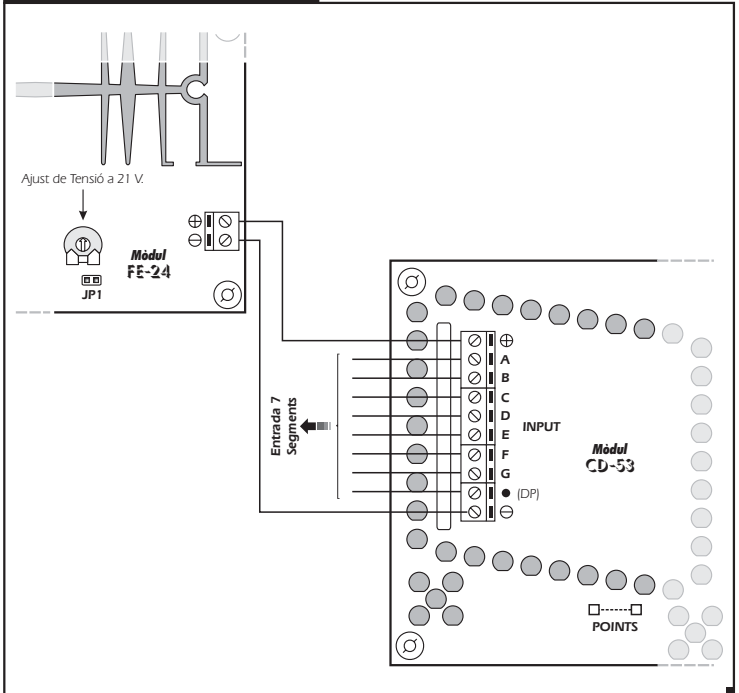 Ajust de Tensió a 21 V.
Mòdul
FE-24
JP1
Entrada 7
Segments
A
B
C
D
E
F
G
(DP)
INPUT
Mòdul
CD-53
POINTS